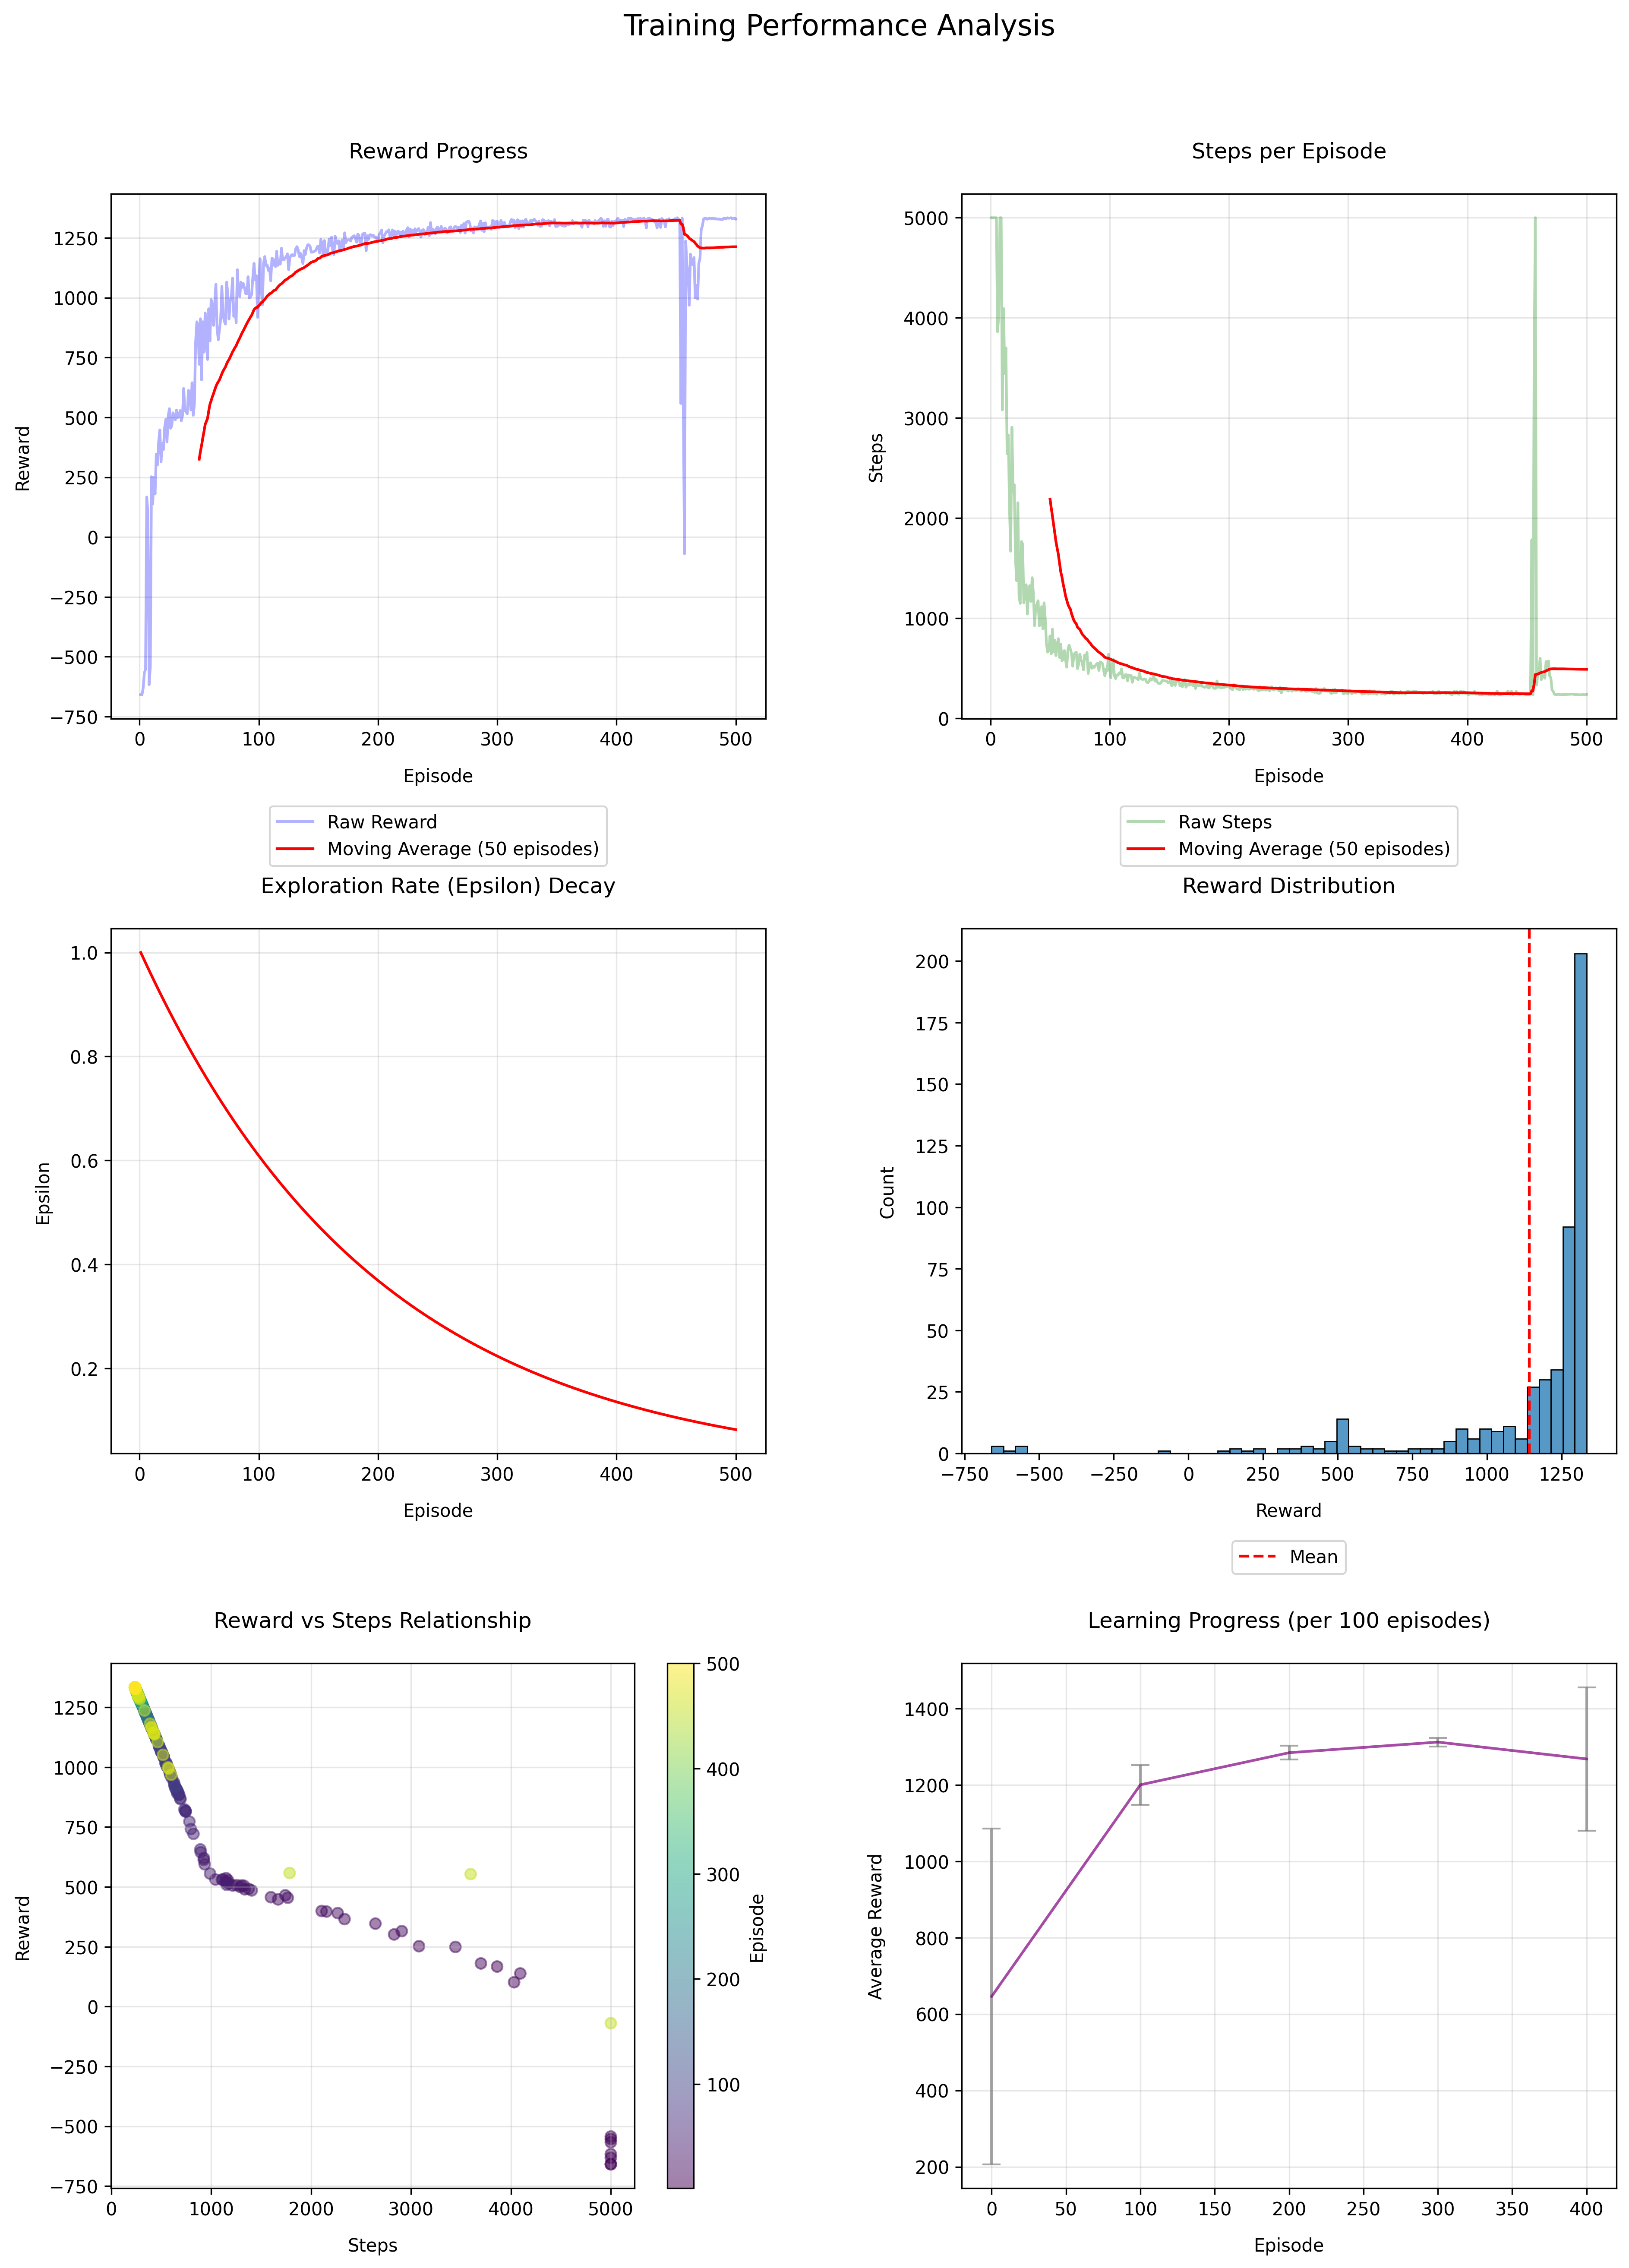 Training Performance Analysis
Reward Progress
Reward
1250
1000
750
500
250
0
−250
−500
−750
0 100 200 300 400 500
Episode
Raw Reward
Moving Average (50 episodes)
Steps per Episode
Steps
5000
4000
3000
2000
1000
0
0 100 200 300 400 500
Episode
Raw Steps
Moving Average (50 episodes)
Exploration Rate (Epsilon) Decay
Epsilon
1.0
0.8
0.6
0.4
0.2
0 100 200 300 400 500
Episode
Reward Distribution
Count
200
175
150
125
100
75
50
25
0
−750 −500 −250 0 250 500 750 1000 1250
Reward
Mean
Reward vs Steps Relationship
Reward
1250
1000
750
500
250
0
−250
−500
−750
0 1000 2000 3000 4000 5000
Steps
500
400
300
200
100
Episode
Learning Progress (per 100 episodes)
Average Reward
1400
1200
1000
800
600
400
200
0 50 100 150 200 250 300 350 400
Episode